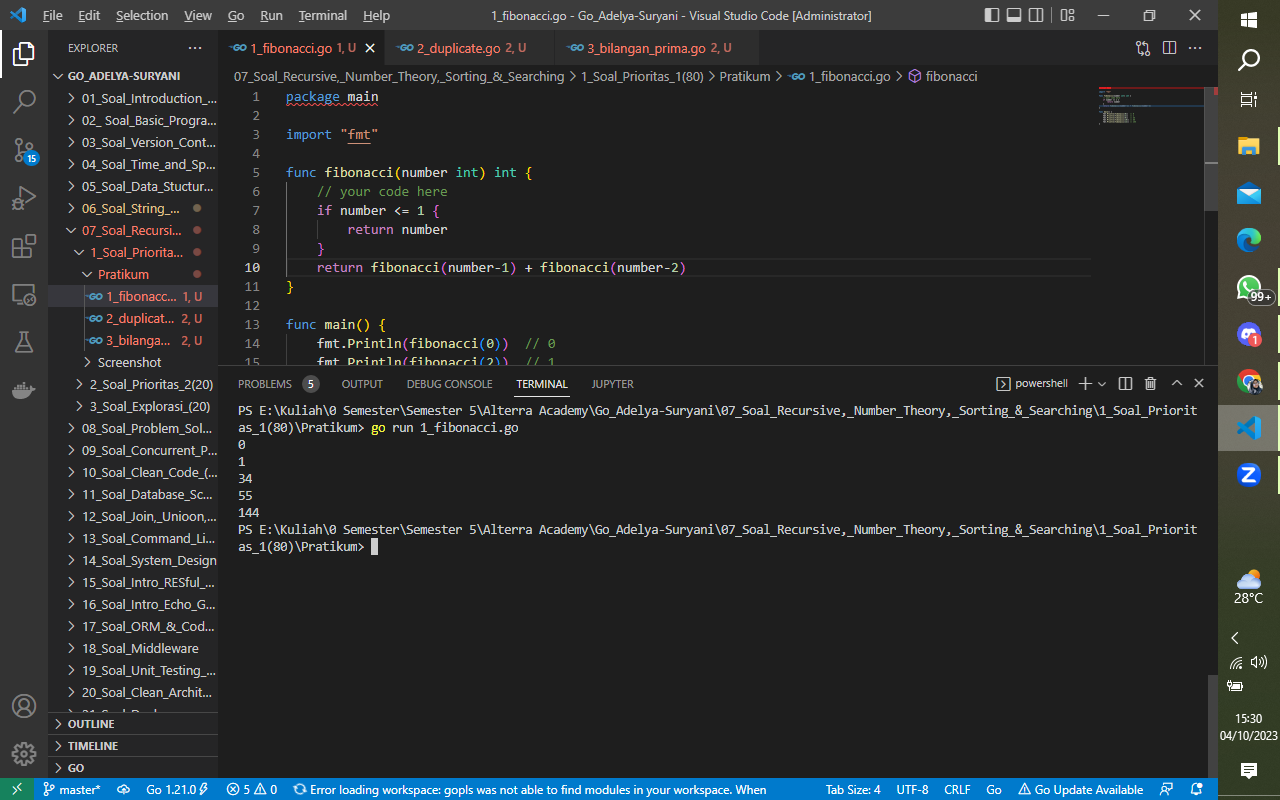 File Edit Selection View Go Run Terminal Help 1_fibonacci.go - Go_Adelya-Suryani - Visual Studio Code [Administrator]
EXPLORER
GO_ADELYA-SURYANI
01_Soal_Introduction_...
02_ Soal_Basic_Progra...
03_Soal_Version_Cont...
04_Soal_Time_and_Sp...
05_Soal_Data_Stuctur...
06_Soal_String_...
07_Soal_Recursi...
1_Soal_Priorita...
Pratikum
GO 1_fibonacc... 1, U
GO 2_duplicat... 2, U
GO 3_bilanga... 2, U
Screenshot
2_Soal_Prioritas_2(20)
3_Soal_Explorasi_(20)
08_Soal_Problem_Sol...
09_Soal_Concurrent_P...
10_Soal_Clean_Code_(...
11_Soal_Database_Sc...
12_Soal_Join,_Unioon,...
13_Soal_Command_Li...
14_Soal_System_Design
15_Soal_Intro_RESful_...
16_Soal_Intro_Echo_G...
17_Soal_ORM_&_Cod...
18_Soal_Middleware
19_Soal_Unit_Testing_...
20_Soal_Clean_Archit...
OUTLINE
TIMELINE
GO
15
GO 1_fibonacci.go 1, U GO 2_duplicate.go 2, U GO 3_bilangan_prima.go 2, U
07_Soal_Recursive,_Number_Theory,_Sorting_&_Searching > 1_Soal_Prioritas_1(80) > Pratikum > GO 1_fibonacci.go > fibonacci
1 package main
2
3 import "fmt"
4
5 func fibonacci(number int) int {
6 // your code here
7 if number <= 1 {
8 return number
9 }
10 return fibonacci(number-1) + fibonacci(number-2)
11 }
12
13 func main() {
14 fmt.Println(fibonacci(0)) // 0
15 fmt.Println(fibonacci(2)) // 1
PROBLEMS 5 OUTPUT DEBUG CONSOLE TERMINAL JUPYTER powershell
PS E:\Kuliah\0 Semester\Semester 5\Alterra Academy\Go_Adelya-Suryani\07_Soal_Recursive,_Number_Theory,_Sorting_&_Searching\1_Soal_Priorit
as_1(80)\Pratikum> go run 1_fibonacci.go
0
1
34
55
144
PS E:\Kuliah\0 Semester\Semester 5\Alterra Academy\Go_Adelya-Suryani\07_Soal_Recursive,_Number_Theory,_Sorting_&_Searching\1_Soal_Priorit
as_1(80)\Pratikum>
master* Go 1.21.0 5 0 Error loading workspace: gopls was not able to find modules in your workspace. When Tab Size: 4 UTF-8 CRLF Go Go Update Available
99+
1
28°C
15:30
04/10/2023